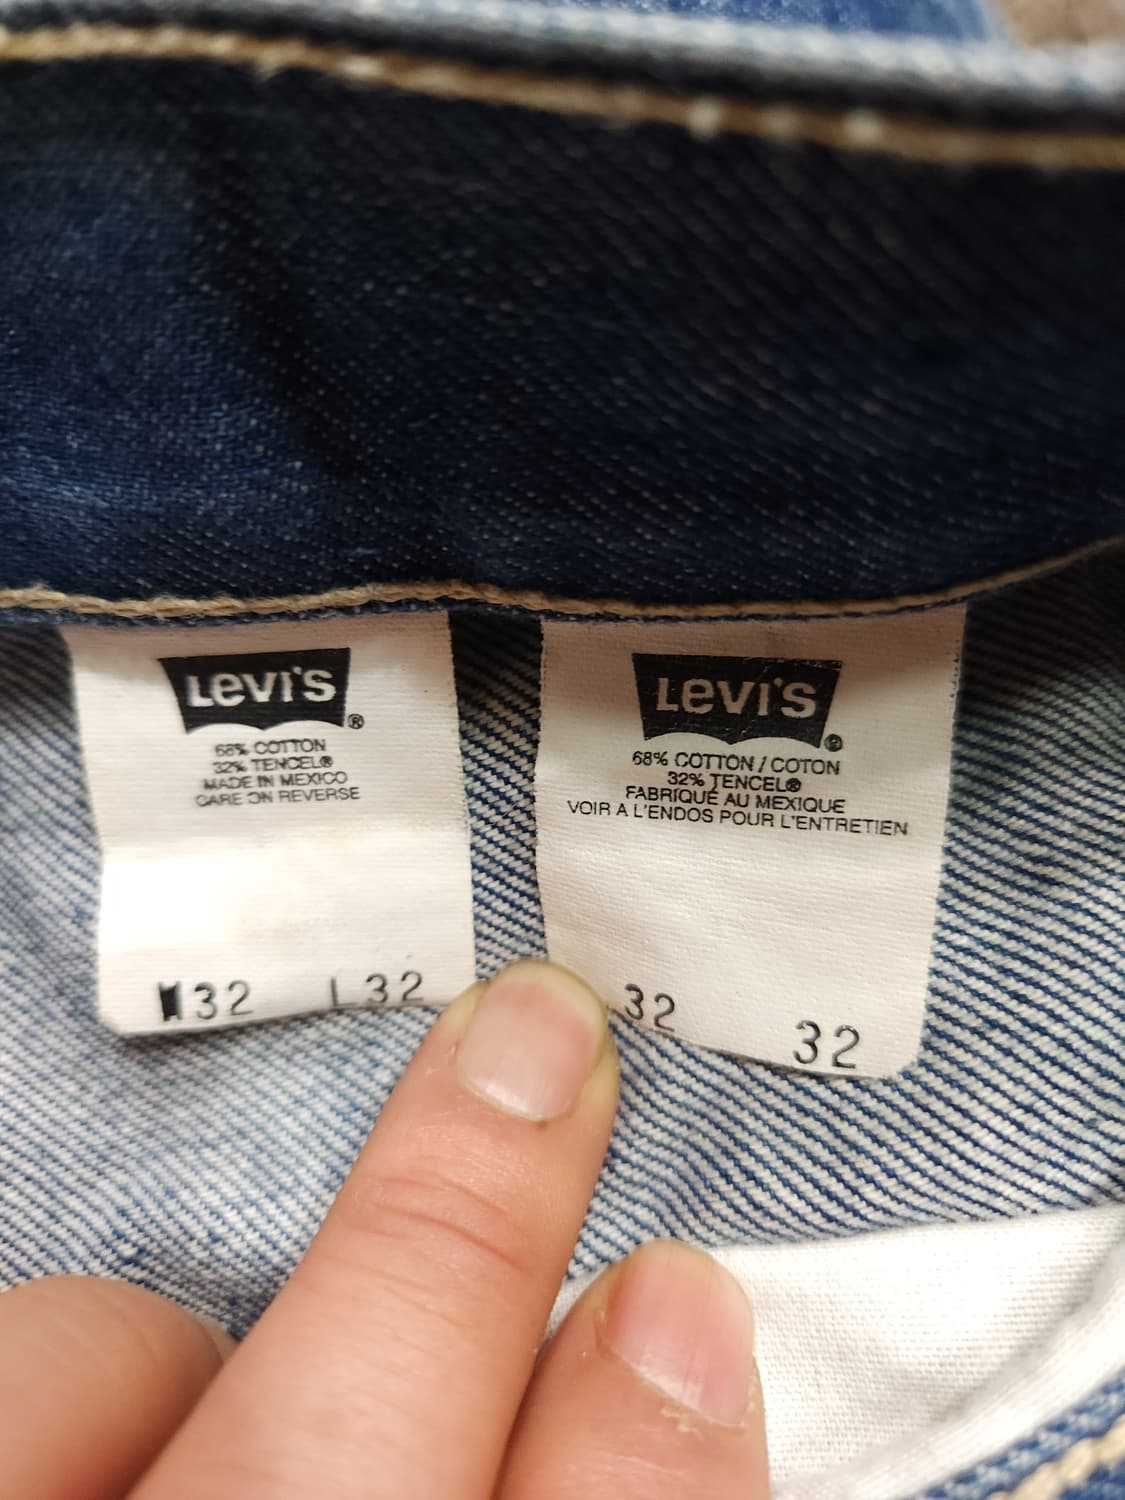 LEVI'S®
68% COTTON
32% TENCEL®
MADE IN MEXICO
CARE ON REVERSE
W32 L32
LEVI'S®
68% COTTON / COTON
32% TENCEL®
FABRIQUÉ AU MEXIQUE
VOIR A L'ENDOS POUR L'ENTRETIEN
32 32